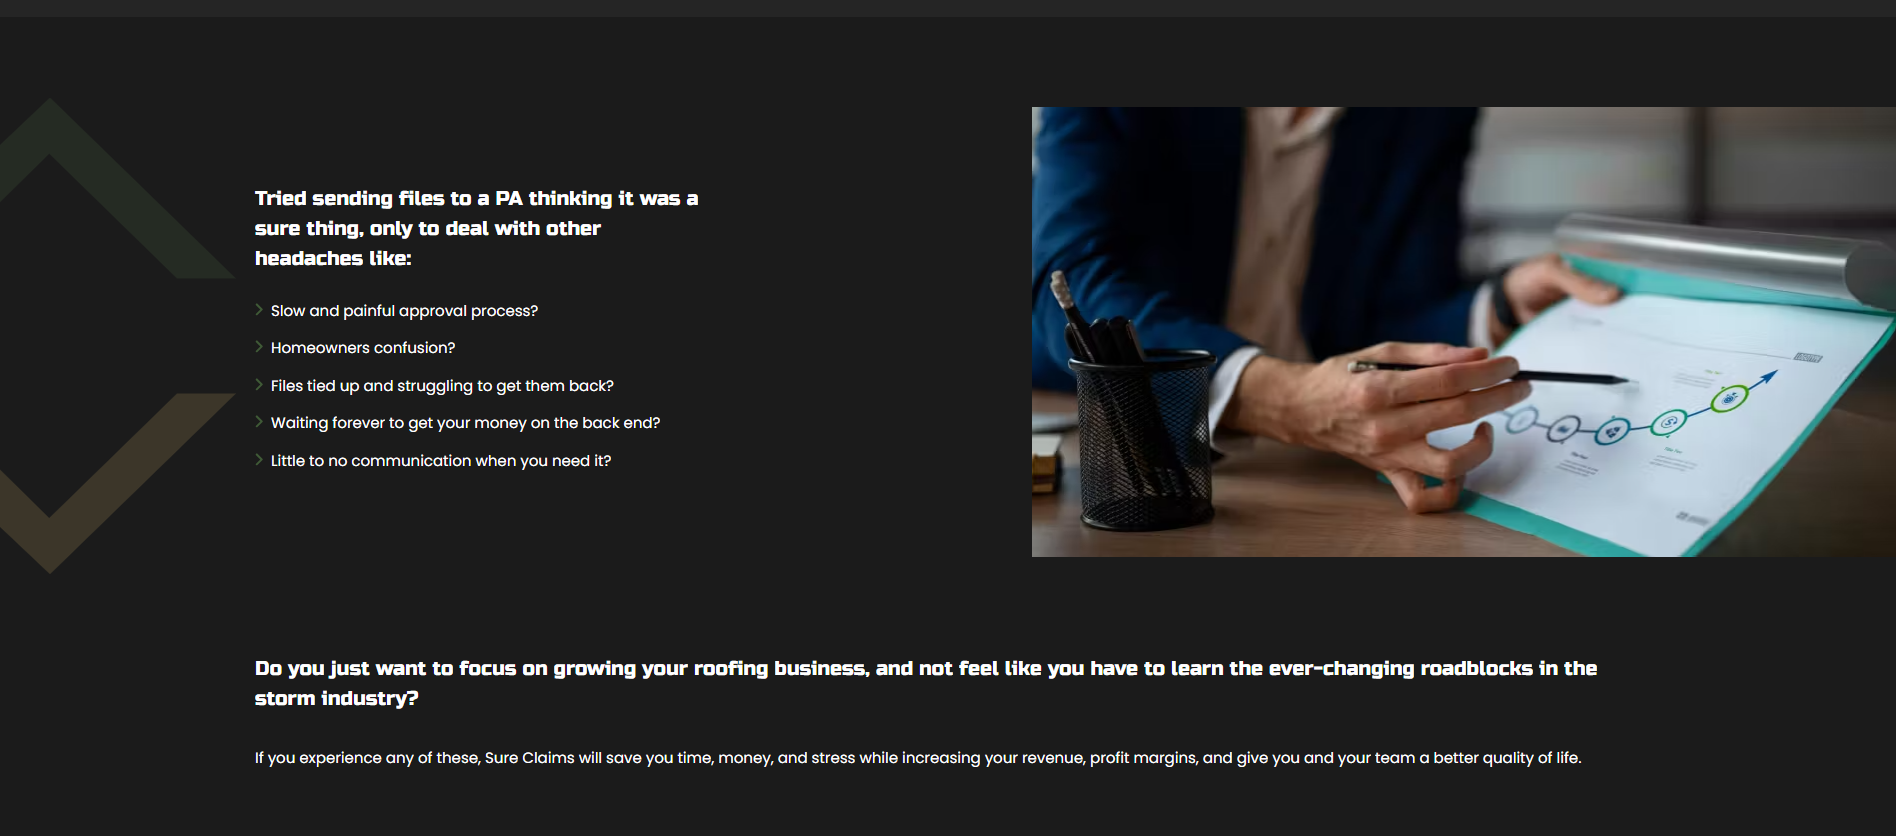 Tried sending files to a PA thinking it was a
sure thing, only to deal with other
headaches like:
Slow and painful approval process?
Homeowners confusion?
Files tied up and struggling to get them back?
Waiting forever to get your money on the back end?
Little to no communication when you need it?
Do you just want to focus on growing your roofing business, and not feel like you have to learn the ever-changing roadblocks in the
storm industry?
If you experience any of these, Sure Claims will save you time, money, and stress while increasing your revenue, profit margins, and give you and your team a better quality of life.